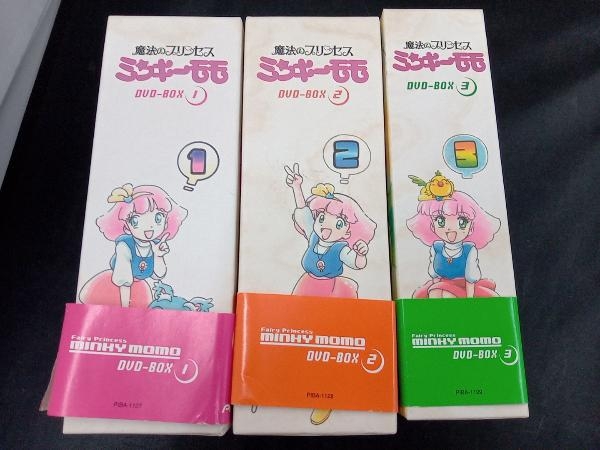 魔法のプリンセス
ミンキーモモ
DVD-BOX 1
1
Fairy Princess
MINKY MOMO
DVD-BOX 1
PIBA-1127
魔法のプリンセス
ミンキーモモ
DVD-BOX 2
2
Fairy Princess
MINKY MOMO
DVD-BOX 2
PIBA-1128
魔法のプリンセス
ミンキーモモ
DVD-BOX 3
3
Fairy Princess
MINKY MOMO
DVD-BOX 3
PIBA-1129